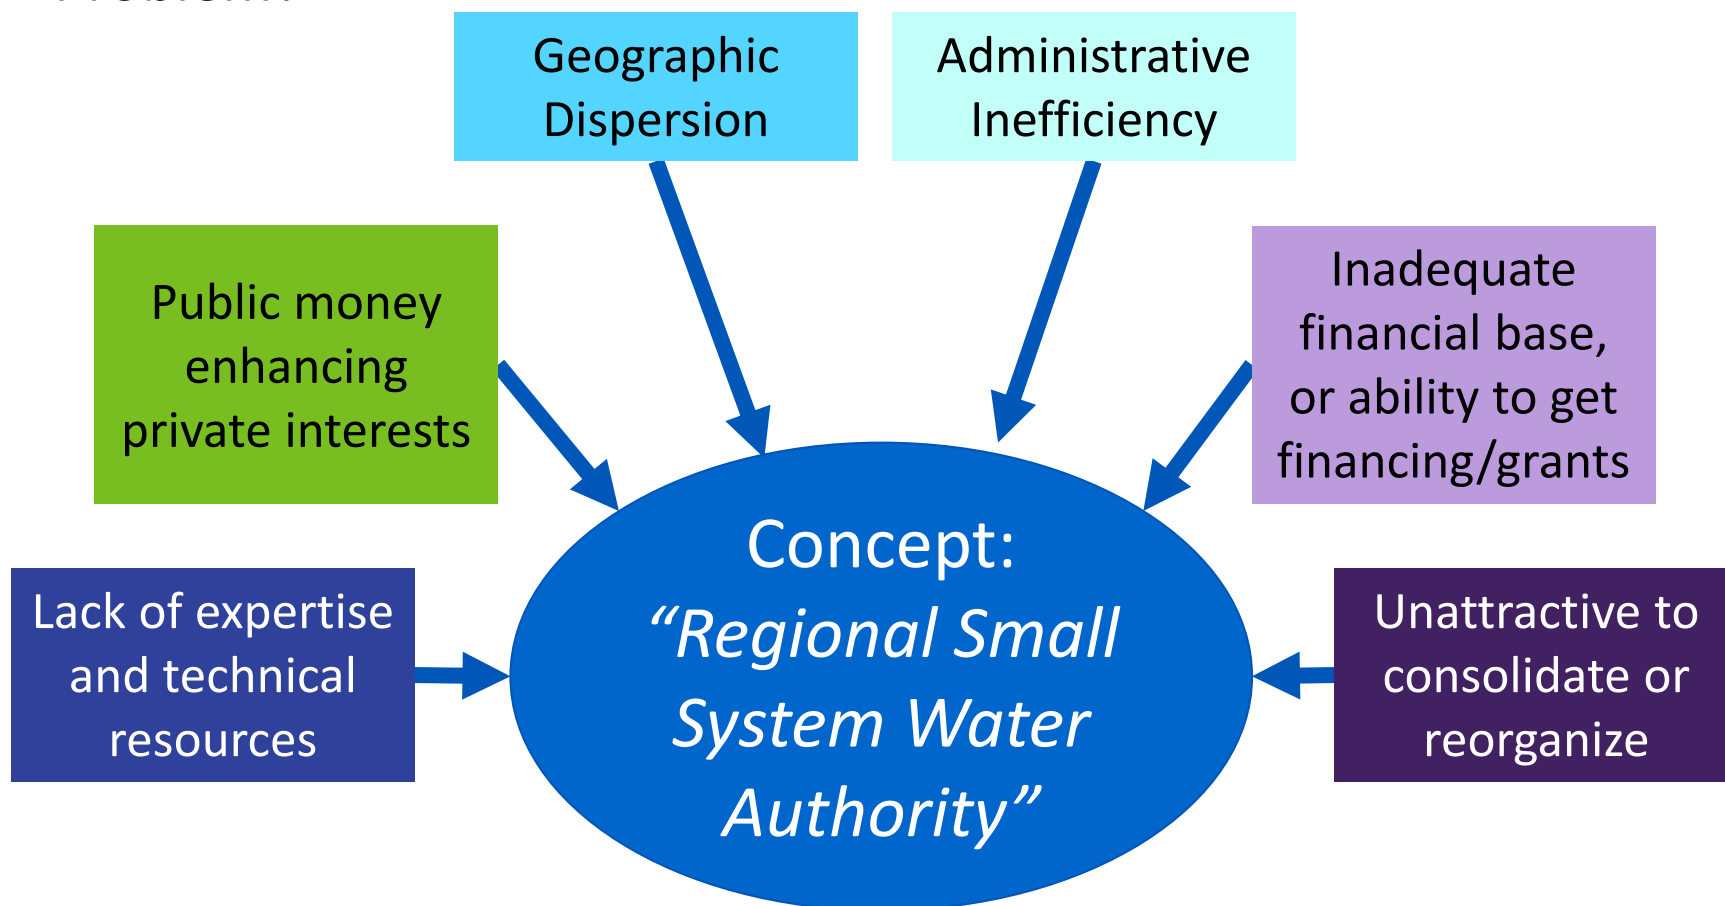 Geographic
Dispersion
Administrative
Inefficiency
Public money
enhancing
private interests
Inadequate
financial base,
or ability to get
financing/grants
Lack of expertise
and technical
resources
Concept:
“Regional Small
System Water
Authority”
Unattractive to
consolidate or
reorganize